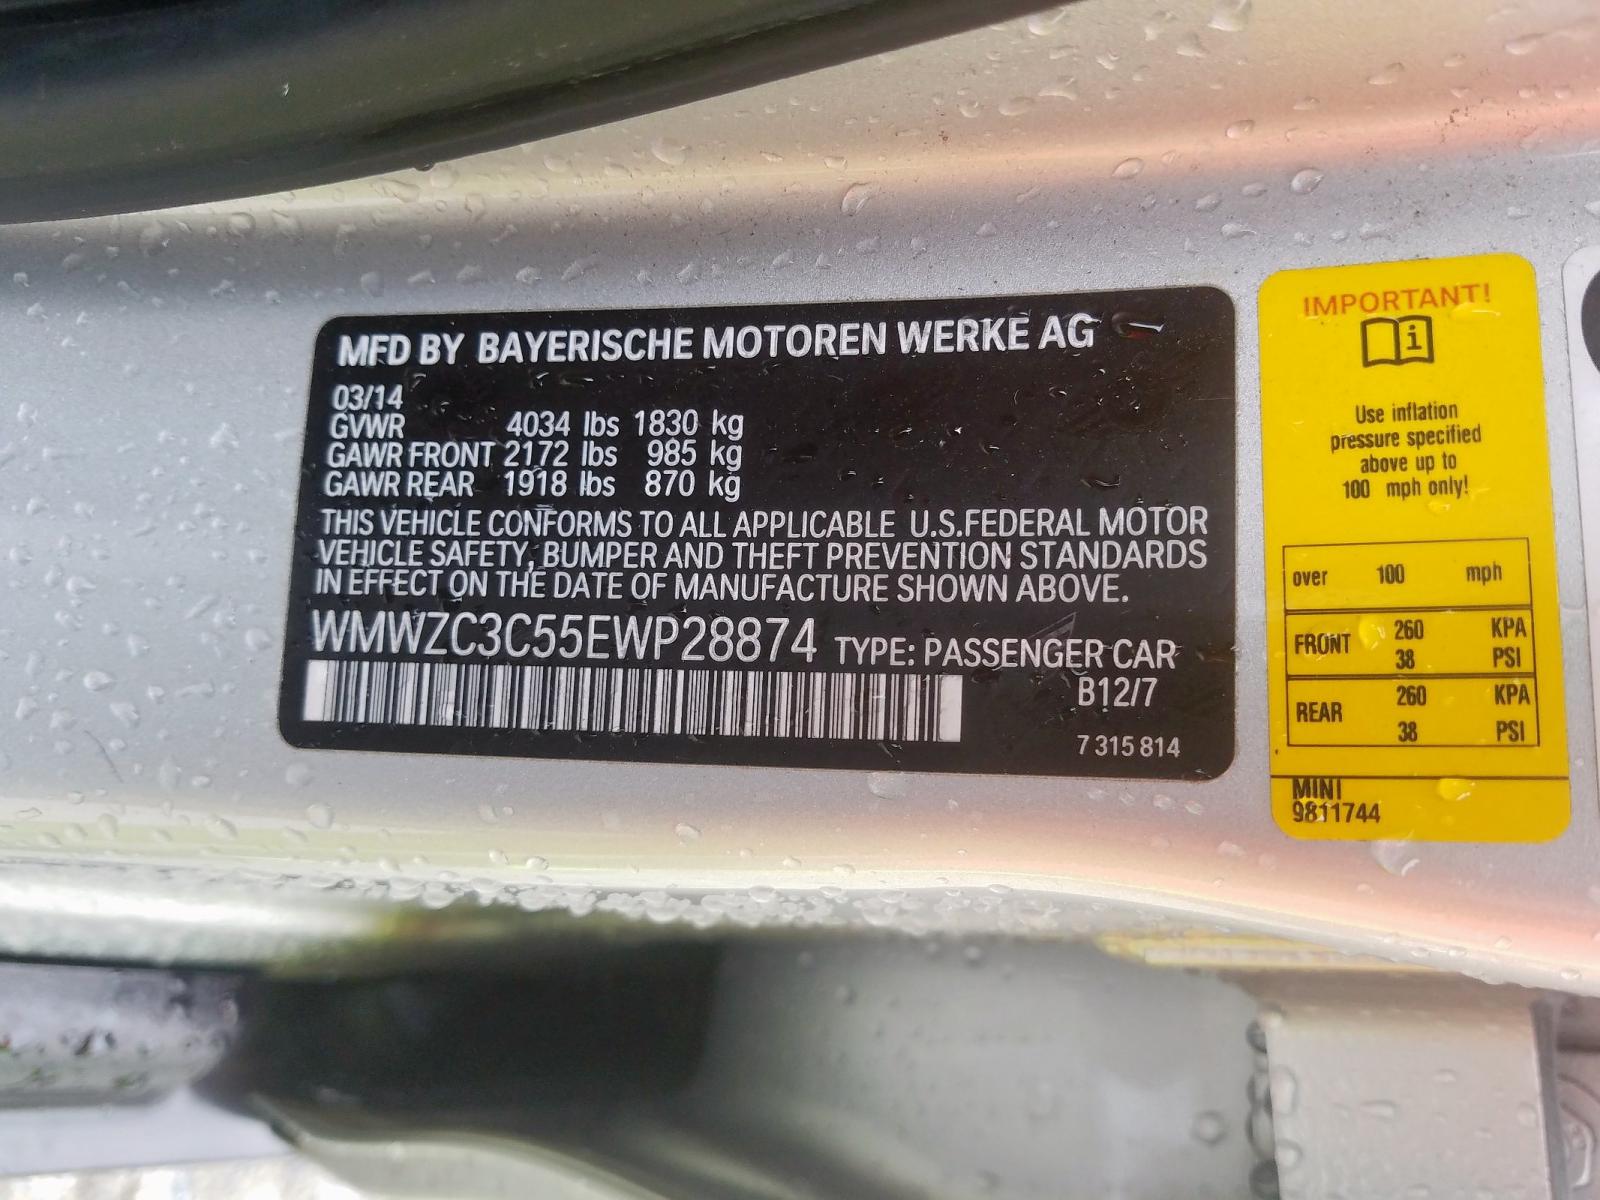 MFD BY BAYERISCHE MOTOREN WERKE AG
03/14
GVWR 4034 lbs 1830 kg
GAWR FRONT 2172 lbs 985 kg
GAWR REAR 1918 lbs 870 kg
THIS VEHICLE CONFORMS TO ALL APPLICABLE U.S.FEDERAL MOTOR
VEHICLE SAFETY, BUMPER AND THEFT PREVENTION STANDARDS
IN EFFECT ON THE DATE OF MANUFACTURE SHOWN ABOVE.
WMWZC3C55EWP28874 TYPE: PASSENGER CAR
B12/7
7 315 814
IMPORTANT!
i
Use inflation
pressure specified
above up to
100 mph only!
over 100 mph
FRONT 260 KPA
38 PSI
REAR 260 KPA
38 PSI
MINI
9811744